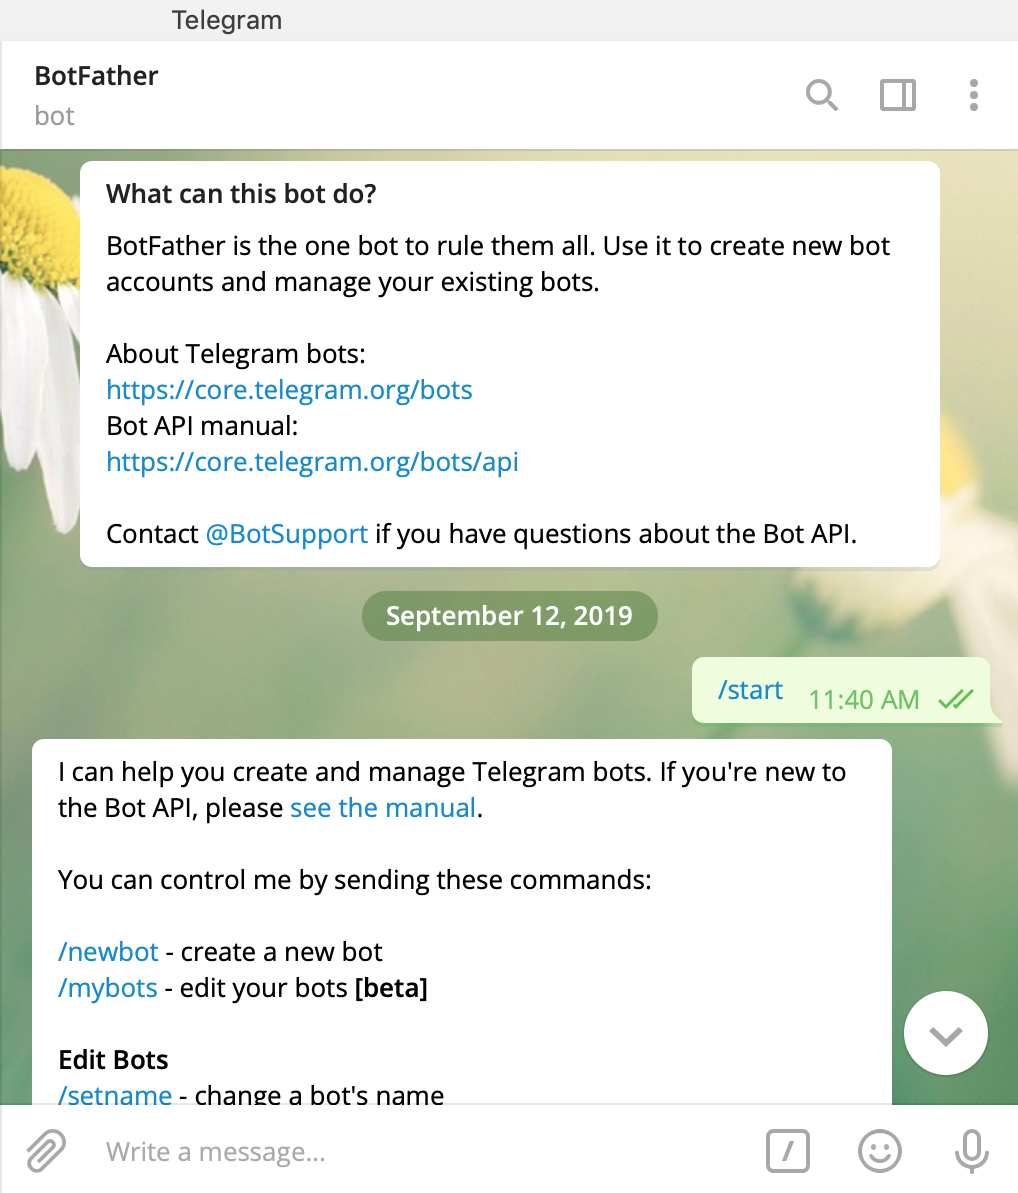 Telegram
BotFather
bot
What can this bot do?
BotFather is the one bot to rule them all. Use it to create new bot
accounts and manage your existing bots.
About Telegram bots:
https://core.telegram.org/bots
Bot API manual:
https://core.telegram.org/bots/api
Contact @BotSupport if you have questions about the Bot API.
September 12, 2019
/start 11:40 AM
I can help you create and manage Telegram bots. If you're new to
the Bot API, please see the manual.
You can control me by sending these commands:
/newbot - create a new bot
/mybots - edit your bots [beta]
Edit Bots
/setname - change a bot's name
Write a message...